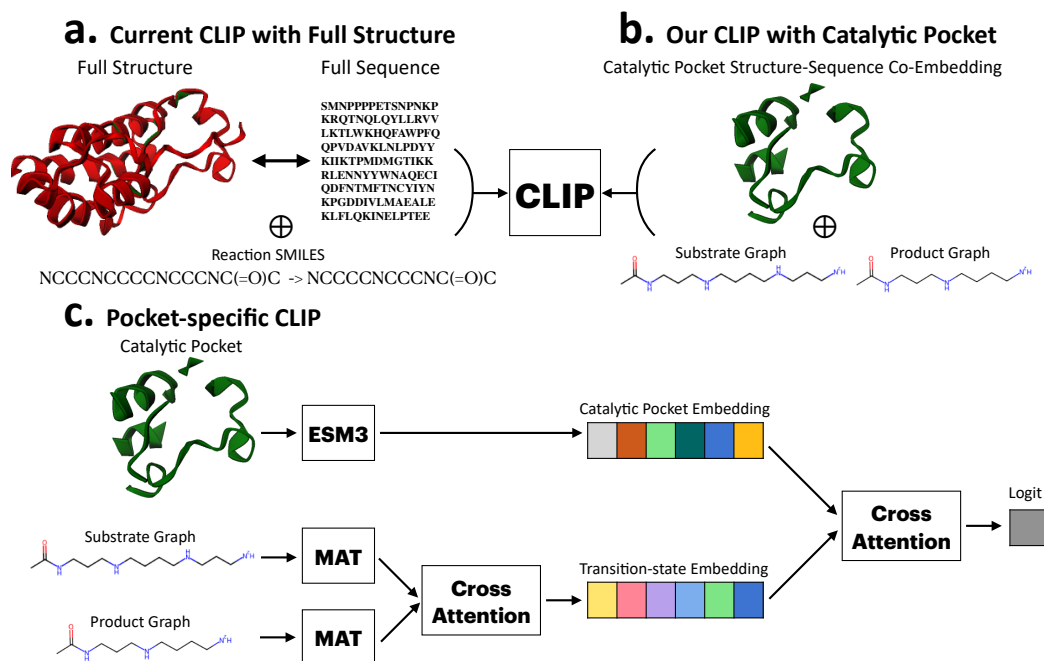 a. Current CLIP with Full Structure
Full Structure
Full Sequence
SMNPPPPETSNPNKP
KRQTNQLQYLLRVV
LKTLWKHQFAWPFQ
QPVDAVKLNLPDYY
KIIKTPMDMGTIKK
RLENNYYWNAQECI
QDFNTMFTNCYIYN
KPGDDIVLMAEALE
KLFLQKINELPTEE
Reaction SMILES
NCCCNCCCCNCCCNC(=O)C -> NCCCCNCCCNC(=O)C
CLIP
b. Our CLIP with Catalytic Pocket
Catalytic Pocket Structure-Sequence Co-Embedding
Substrate Graph
Product Graph
c. Pocket-specific CLIP
Catalytic Pocket
ESM3
Catalytic Pocket Embedding
Substrate Graph
MAT
Product Graph
MAT
Cross
Attention
Transition-state Embedding
Cross
Attention
Logit